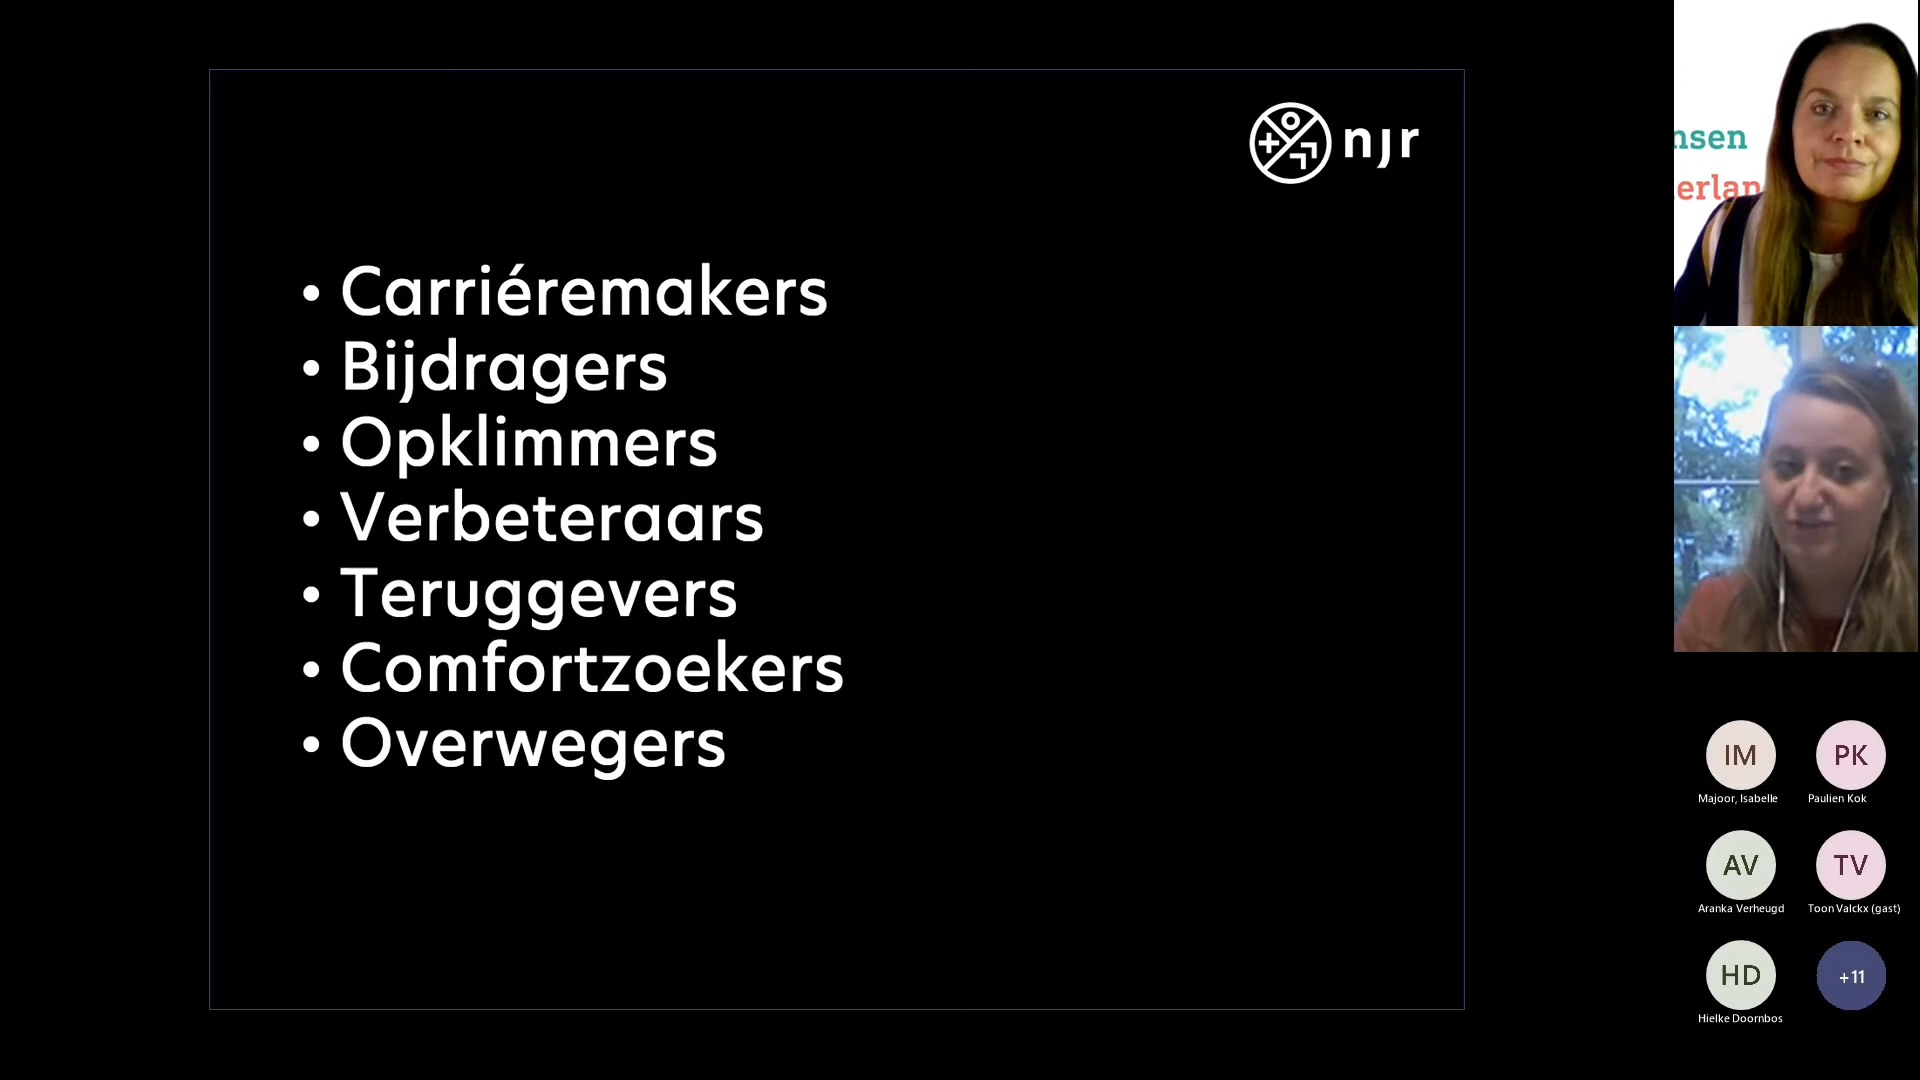 njr
• Carriéremakers
• Bijdragers
• Opklimmers
• Verbeteraars
• Teruggevers
• Comfortzoekers
• Overwegers
nsen
erlan
IM
PK
Majoor, Isabelle
Paulien Kok
AV
TV
Aranka Verheugd
Toon Valckx (gast)
HD
+11
Hielke Doornbos